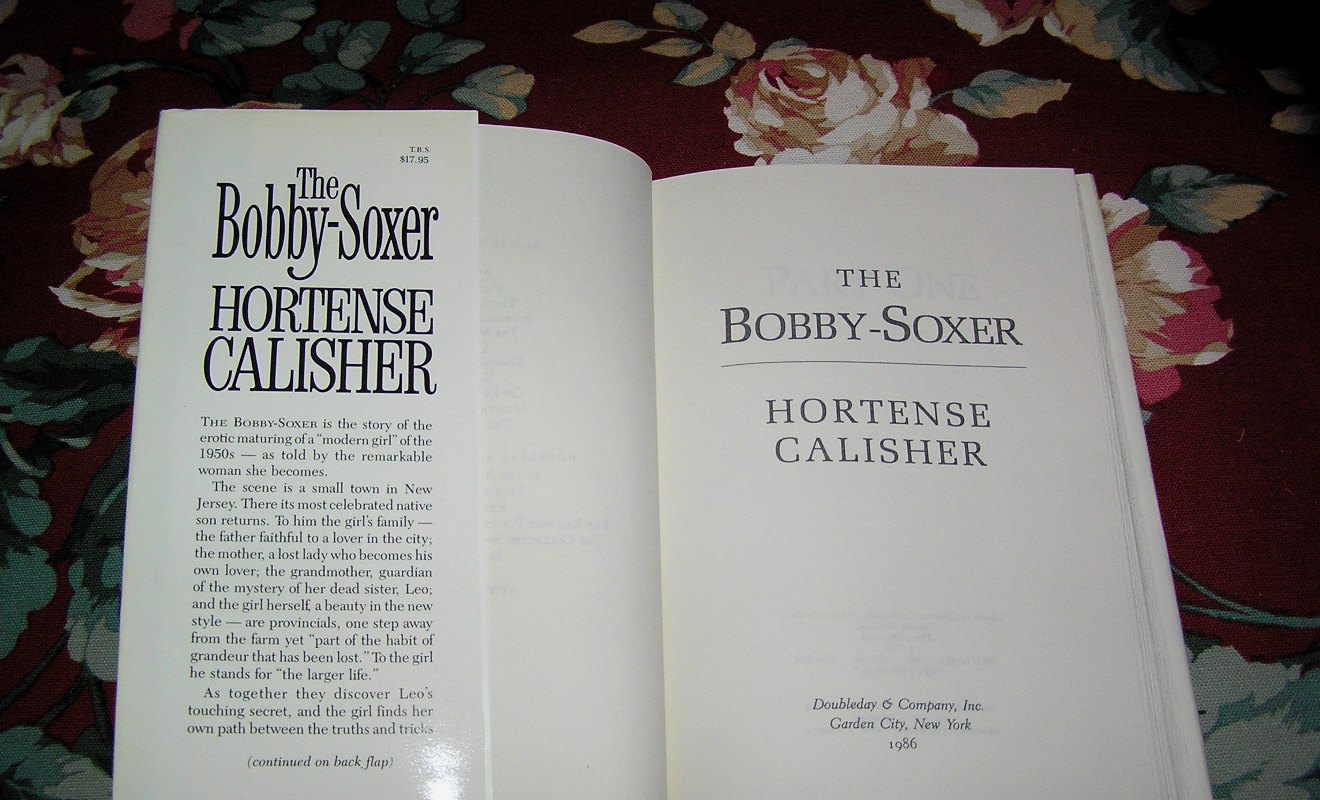 T.B.S.
$17.95
The
Bobby-Soxer
HORTENSE
CALISHER
THE BOBBY-SOXER is the story of the
erotic maturing of a “modern girl” of the
1950s — as told by the remarkable
woman she becomes.
The scene is a small town in New
Jersey. There its most celebrated native
son returns. To him the girl’s family —
the father faithful to a lover in the city;
the mother, a lost lady who becomes his
own lover; the grandmother, guardian
of the mystery of her dead sister, Leo;
and the girl herself, a beauty in the new
style — are provincials, one step away
from the farm yet “part of the habit of
grandeur that has been lost.” To the girl
he stands for “the larger life.”
As together they discover Leo’s
touching secret, and the girl finds her
own path between the truths and tricks
(continued on back flap)
THE
BOBBY-SOXER
HORTENSE
CALISHER
Doubleday & Company, Inc.
Garden City, New York
1986